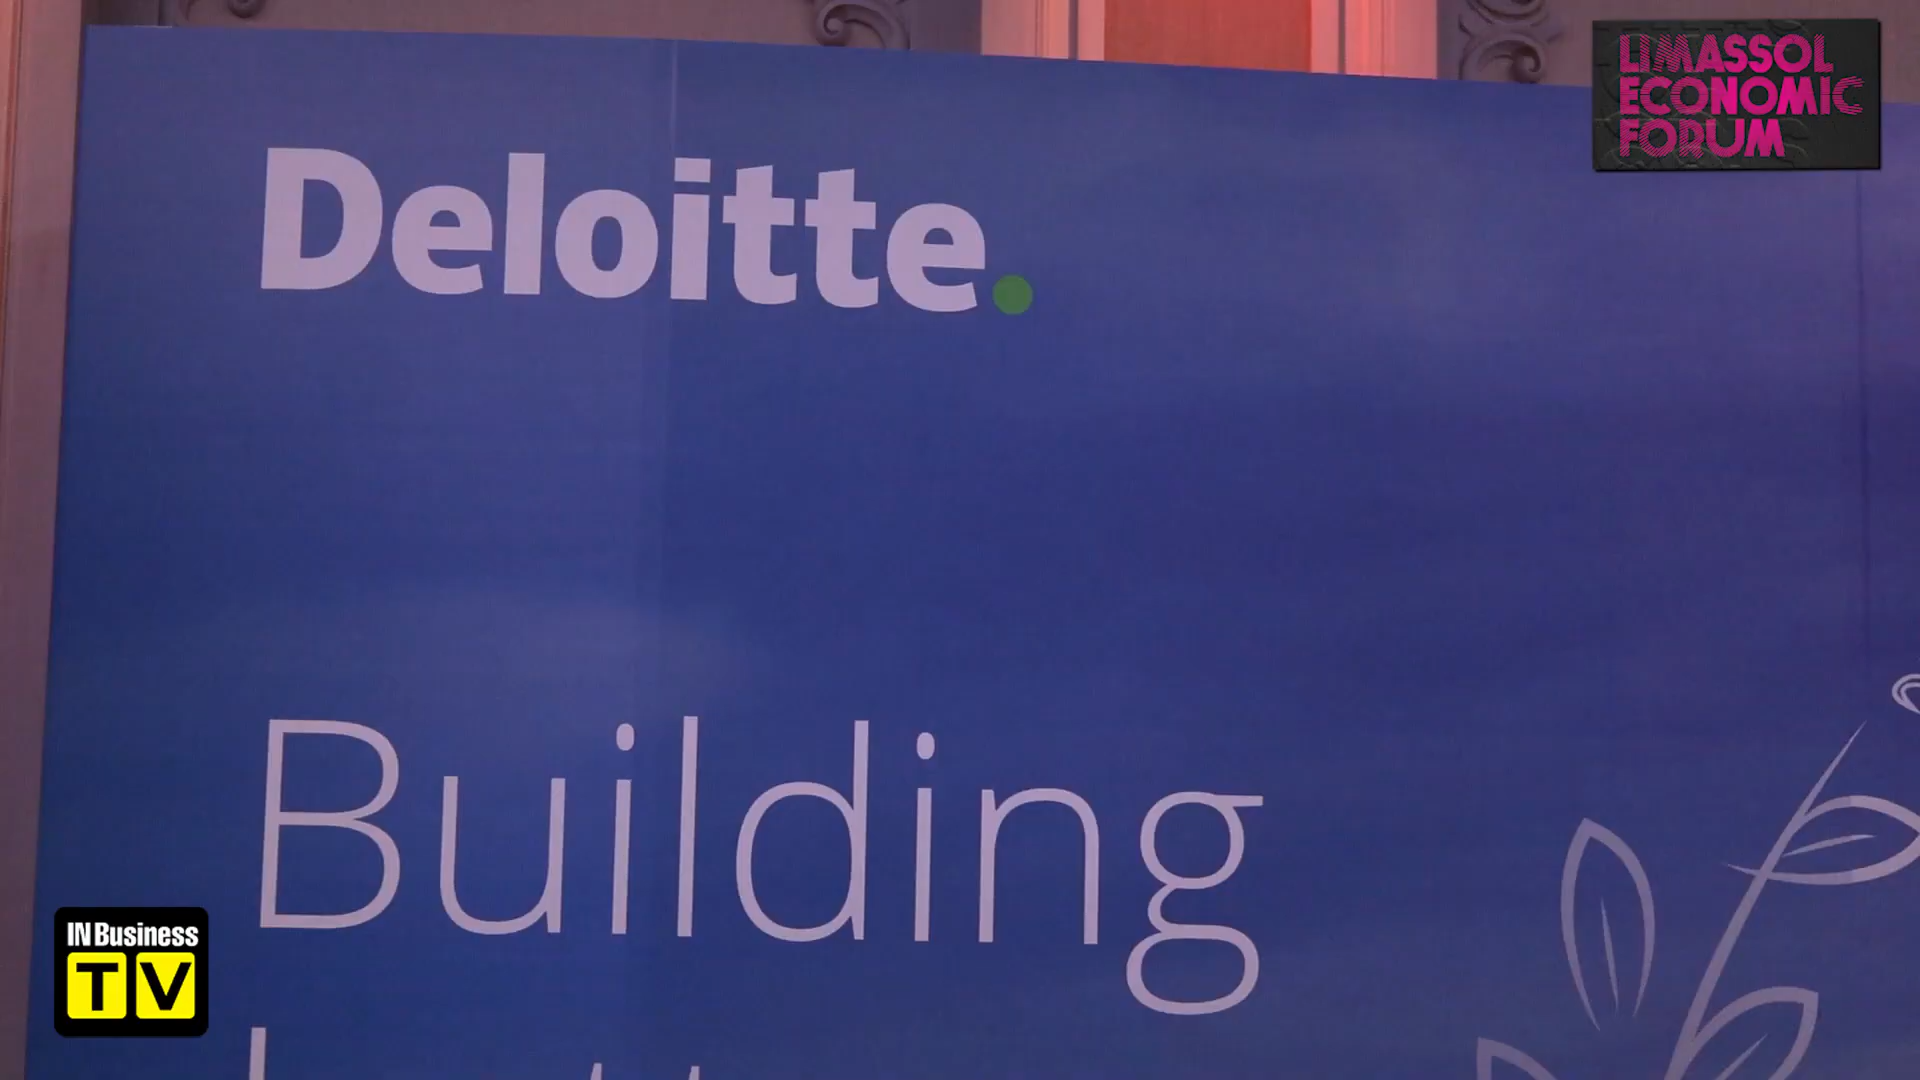 Deloitte.
Building
LIMASSOL
ECONOMIC
FORUM
IN Business
TV